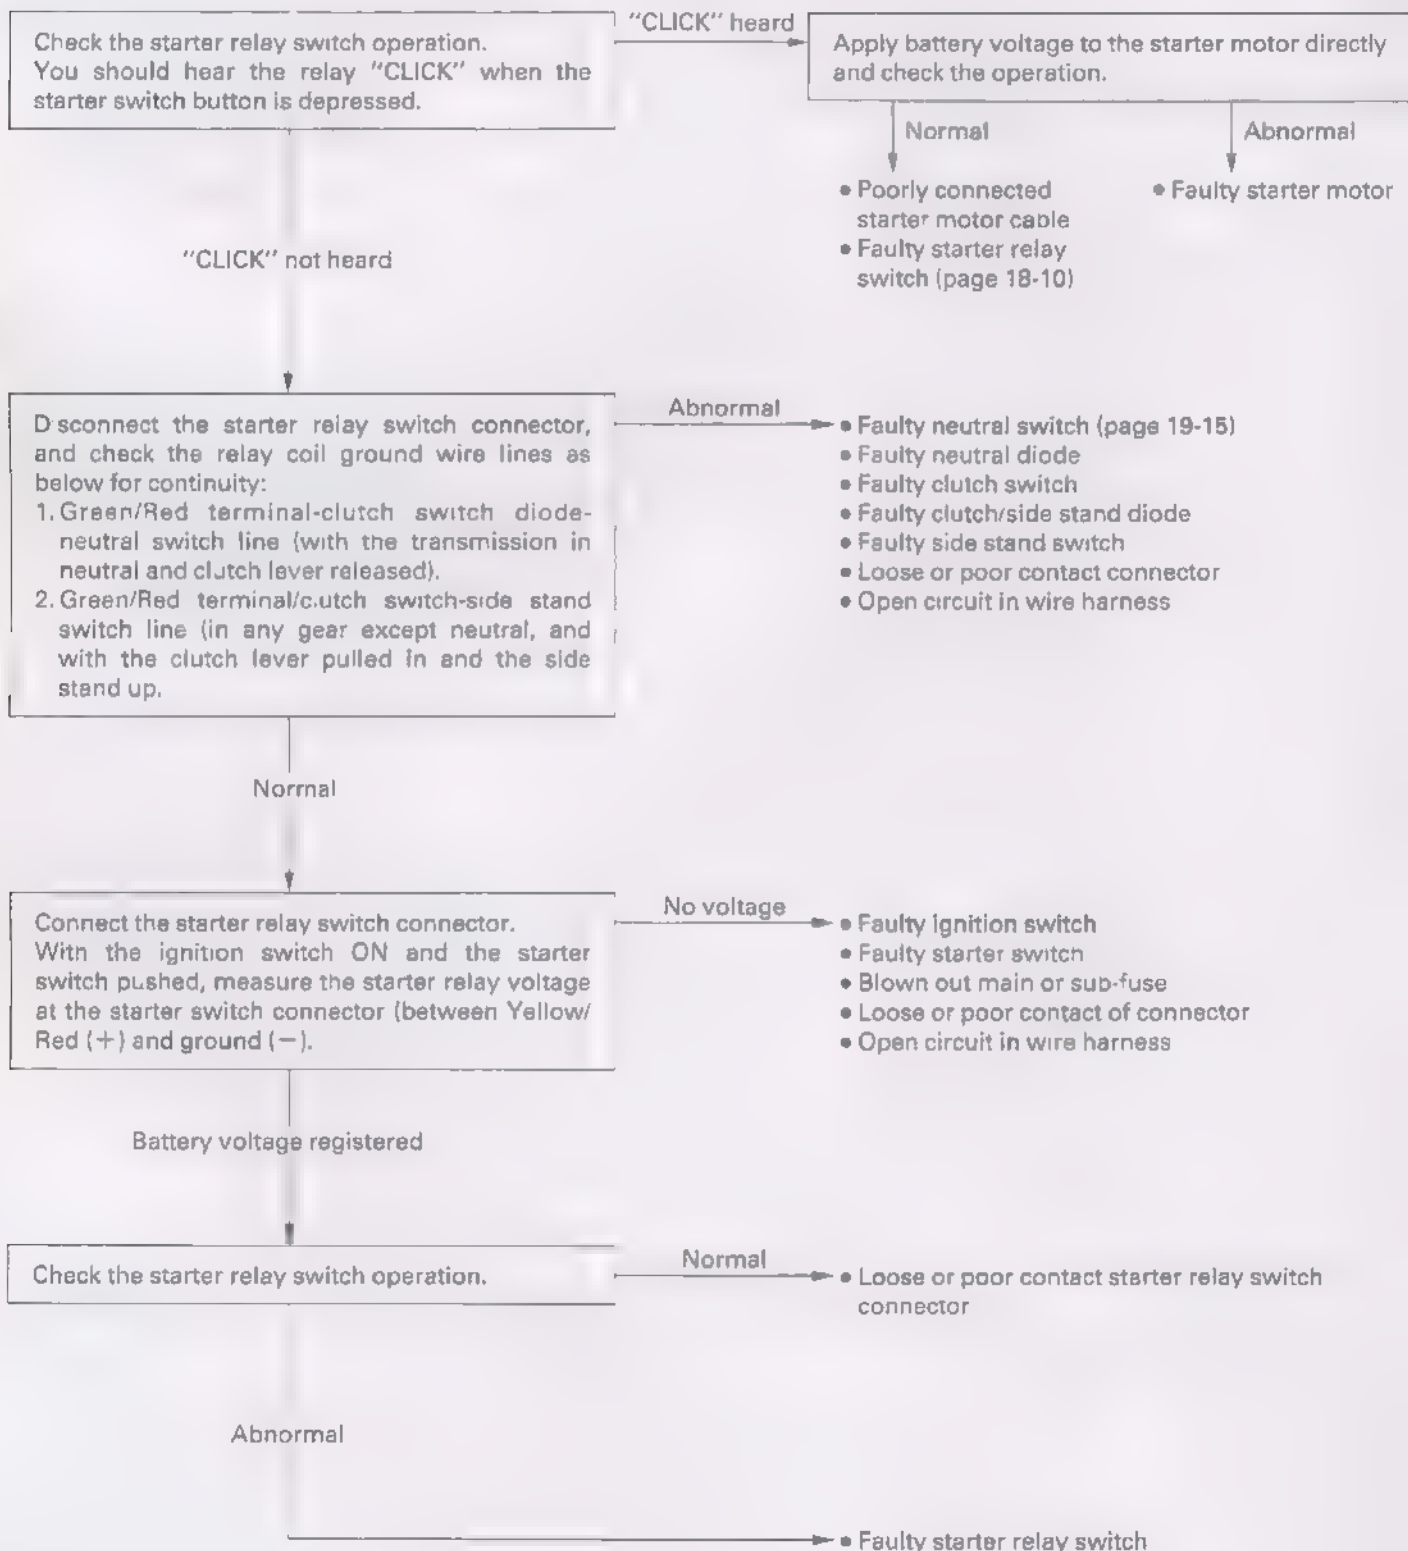 Check the starter relay switch operation.
You should hear the relay "CLICK" when the
starter switch button is depressed.
"CLICK" heard
Apply battery voltage to the starter motor directly
and check the operation.
Normal
Abnormal
• Poorly connected
starter motor cable
• Faulty starter relay
switch (page 18-10)
• Faulty starter motor
"CLICK" not heard
Disconnect the starter relay switch connector,
and check the relay coil ground wire lines as
below for continuity:
1. Green/Red terminal-clutch switch diode-
neutral switch line (with the transmission in
neutral and clutch lever released).
2. Green/Red terminal/clutch switch-side stand
switch line (in any gear except neutral, and
with the clutch lever pulled in and the side
stand up.
Abnormal
• Faulty neutral switch (page 19-15)
• Faulty neutral diode
• Faulty clutch switch
• Faulty clutch/side stand diode
• Faulty side stand switch
• Loose or poor contact connector
• Open circuit in wire harness
Normal
Connect the starter relay switch connector.
With the ignition switch ON and the starter
switch pushed, measure the starter relay voltage
at the starter switch connector (between Yellow/
Red (+) and ground (−).
No voltage
• Faulty ignition switch
• Faulty starter switch
• Blown out main or sub-fuse
• Loose or poor contact of connector
• Open circuit in wire harness
Battery voltage registered
Check the starter relay switch operation.
Normal
• Loose or poor contact starter relay switch
connector
Abnormal
• Faulty starter relay switch